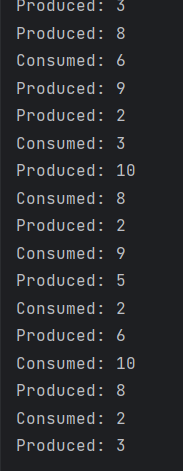 Produced: 3
Produced: 8
Consumed: 6
Produced: 9
Produced: 2
Consumed: 3
Produced: 10
Consumed: 8
Produced: 2
Consumed: 9
Produced: 5
Consumed: 2
Produced: 6
Consumed: 10
Produced: 8
Consumed: 2
Produced: 3